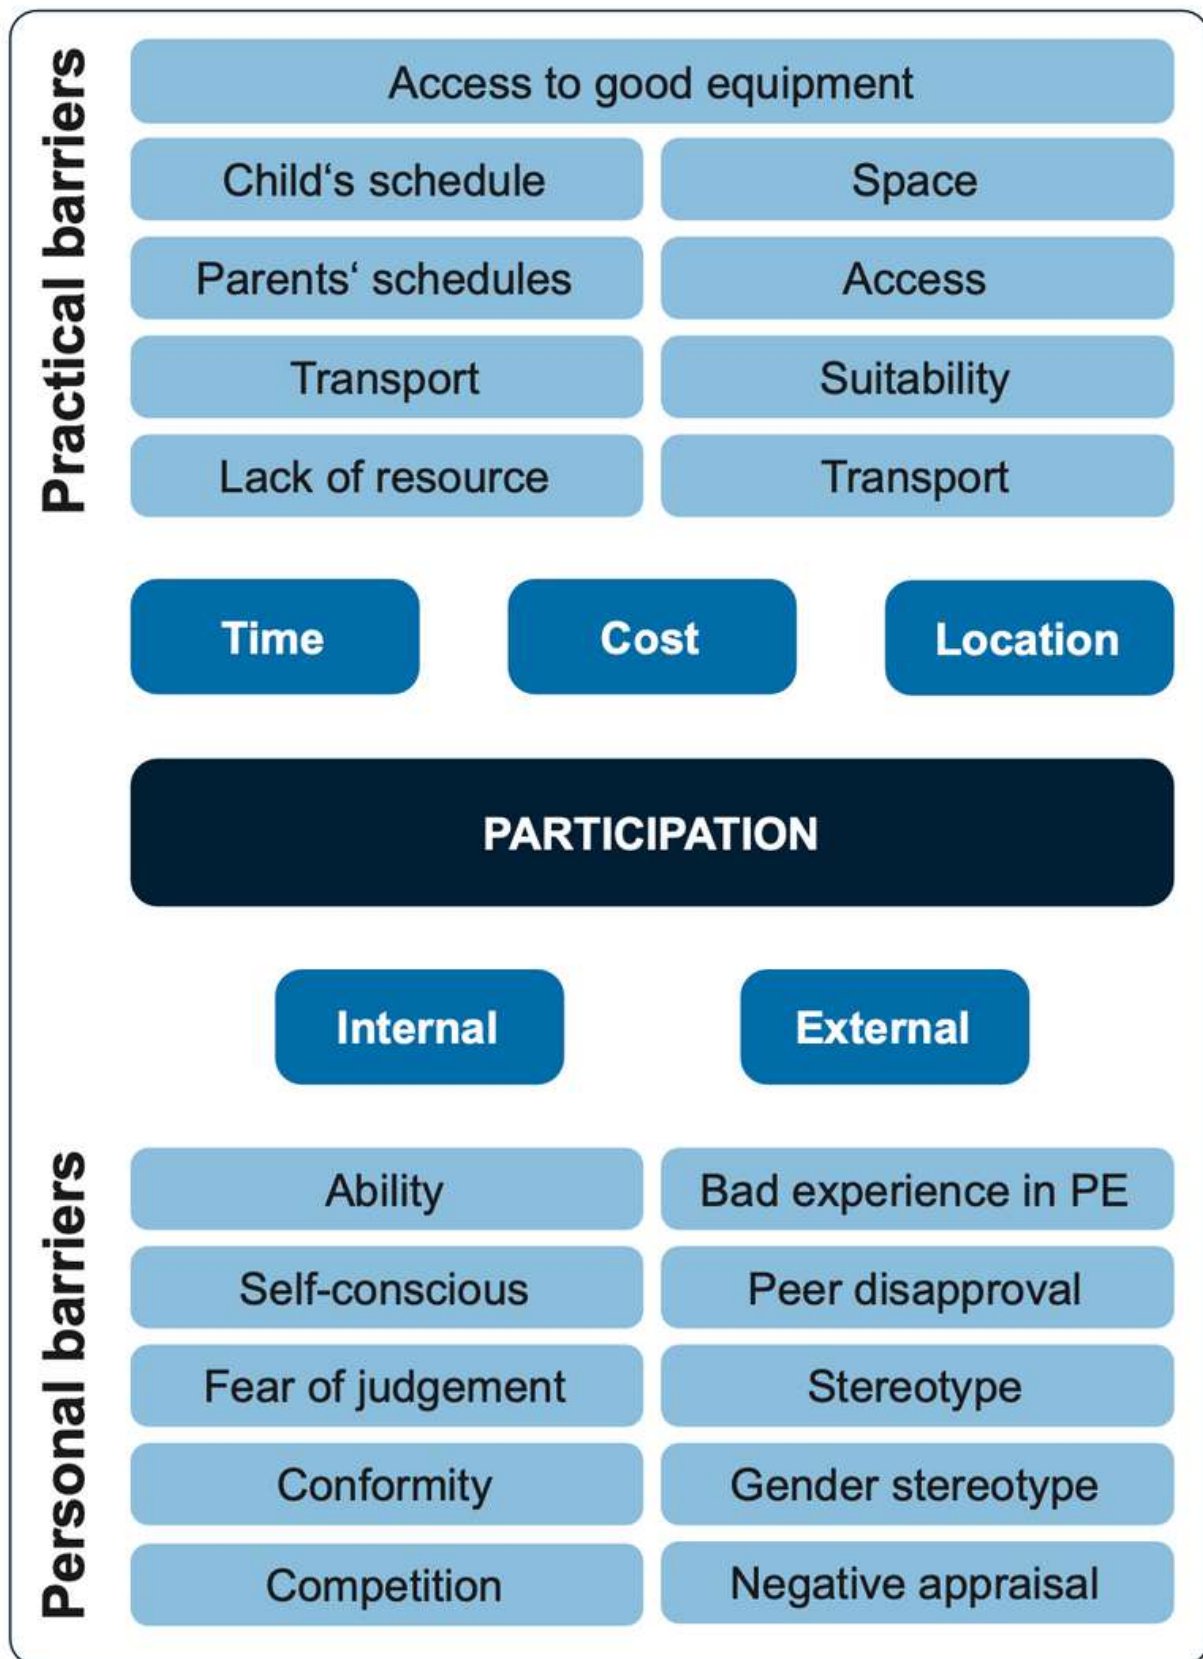 Practical barriers
Access to good equipment
Child‘s schedule
Space
Parents‘ schedules
Access
Transport
Suitability
Lack of resource
Transport
Time
Cost
Location
PARTICIPATION
Internal
External
Personal barriers
Ability
Bad experience in PE
Self-conscious
Peer disapproval
Fear of judgement
Stereotype
Conformity
Gender stereotype
Competition
Negative appraisal